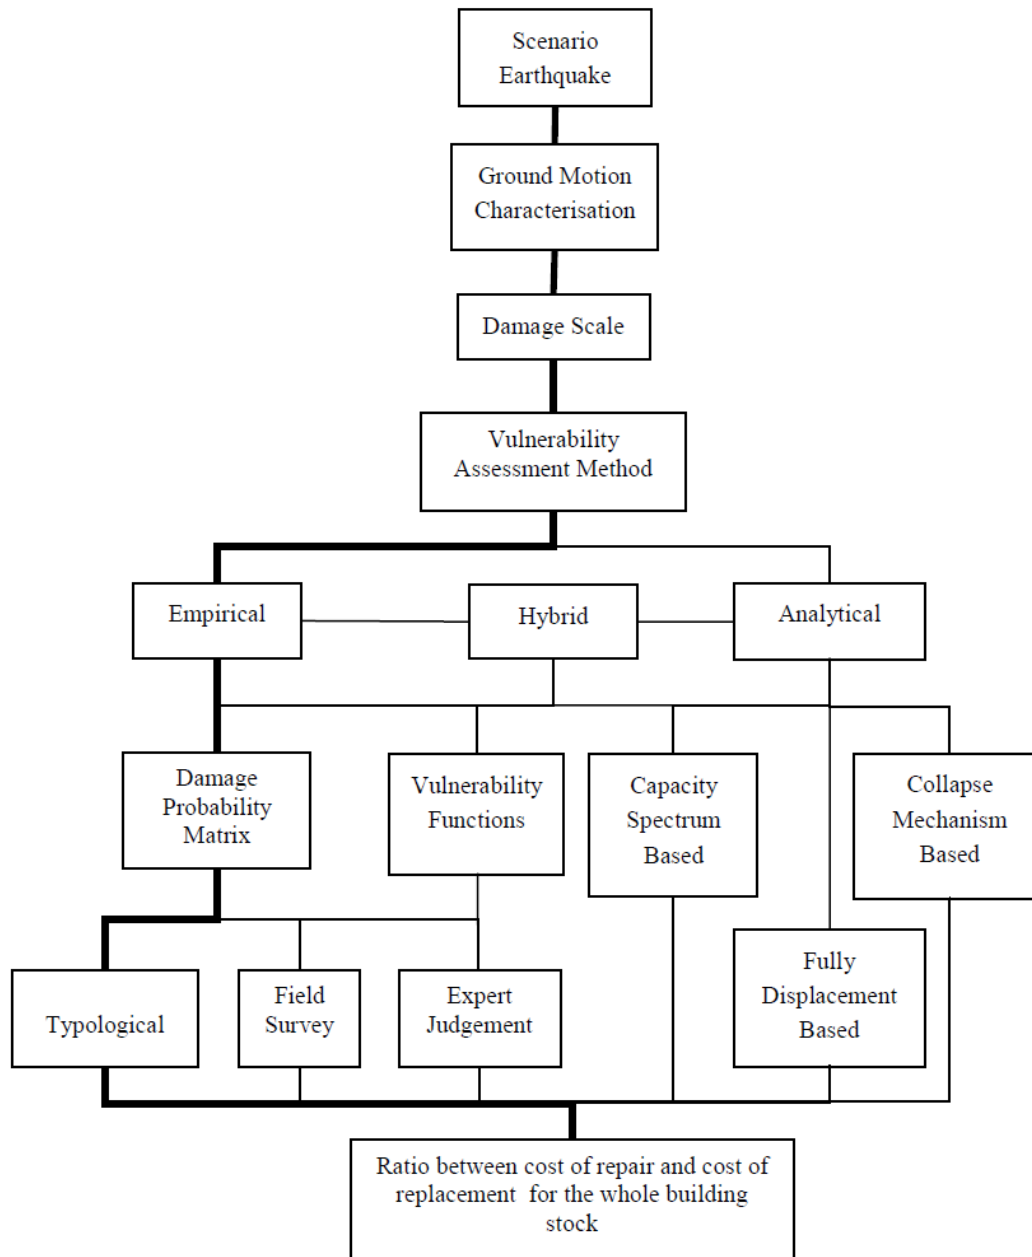 Scenario
Earthquake
Ground Motion
Characterisation
Damage Scale
Vulnerability
Assessment Method
Empirical
Hybrid
Analytical
Damage
Probability
Matrix
Vulnerability
Functions
Capacity
Spectrum
Based
Collapse
Mechanism
Based
Typological
Field
Survey
Expert
Judgement
Fully
Displacement
Based
Ratio between cost of repair and cost of
replacement for the whole building
stock